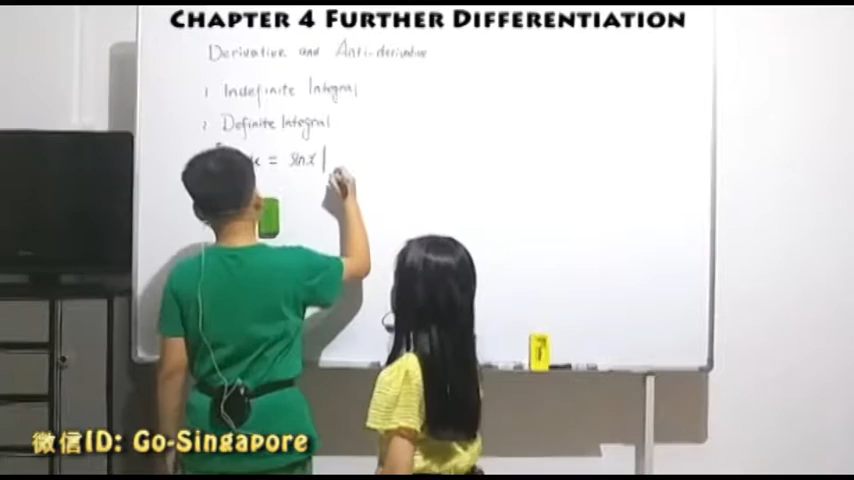 CHAPTER 4 FURTHER DIFFERENTIATION
Derivative and Anti-derivative
1 Indefinite Integral
2 Definite Integral
= sin x |
微信ID: Go-Singapore